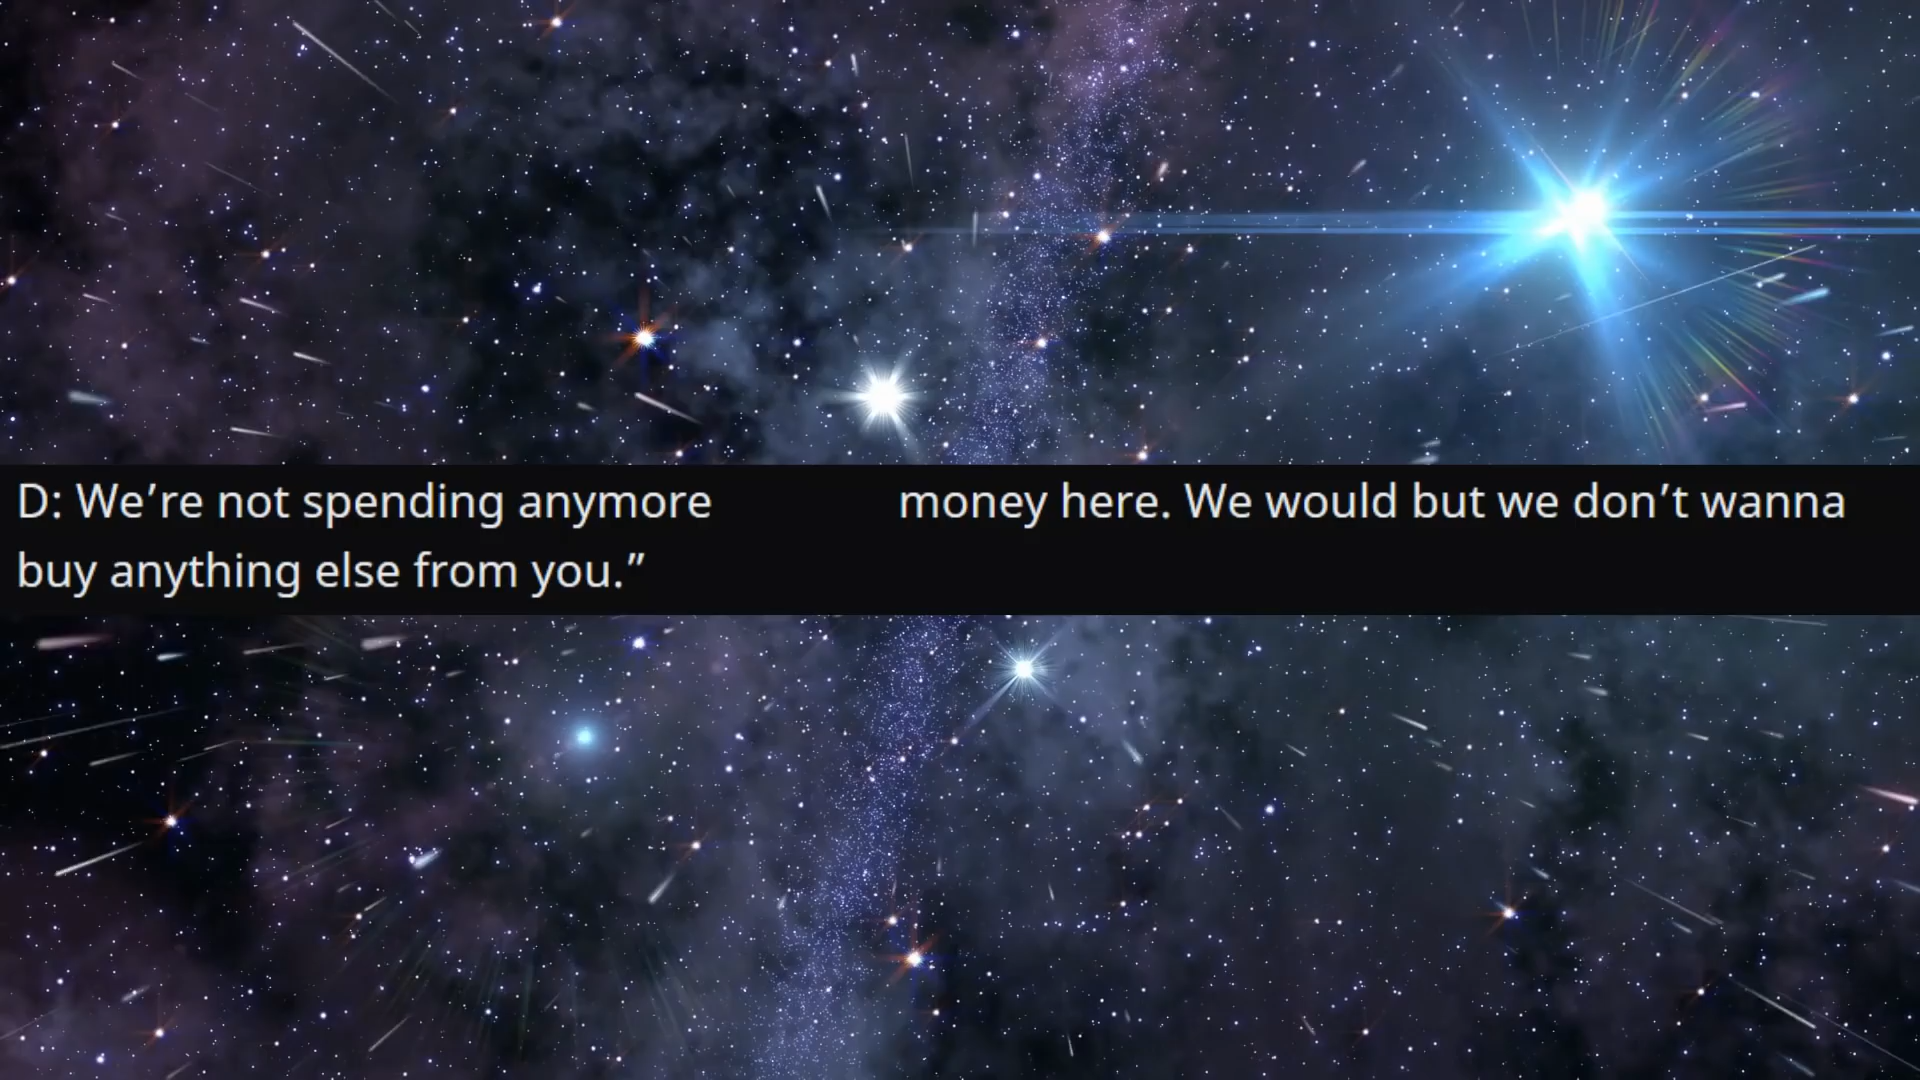 D: We’re not spending anymore money here. We would but we don’t wanna
buy anything else from you.”